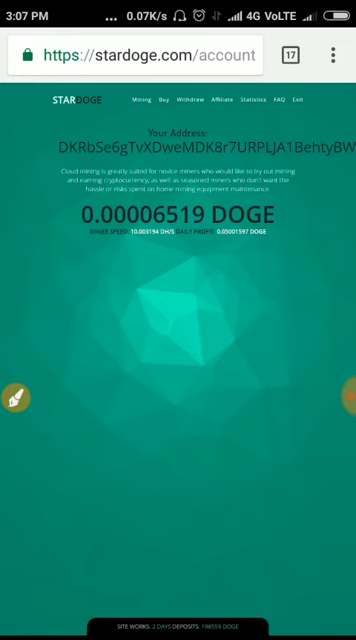 3:07 PM ... 0.07K/s 4G VoLTE
https://stardoge.com/account
17
STARDOGE Mining Buy Withdraw Affiliate Statistics FAQ Exit
Your Address:
DKRbSe6gTvXDweMDK8r7URPLJA1BehtyBW
Cloud mining is greatly suited for novice miners who would like to try out mining
and earning cryptocurrency, as well as seasoned miners who don't want the
hassle or risks spent on home mining equipment maintenance.
0.00006519 DOGE
MINER SPEED: 10.003194 DH/S DAILY PROFIT: 0.05001597 DOGE
SITE WORKS: 2 DAYS DEPOSITS: 198559 DOGE